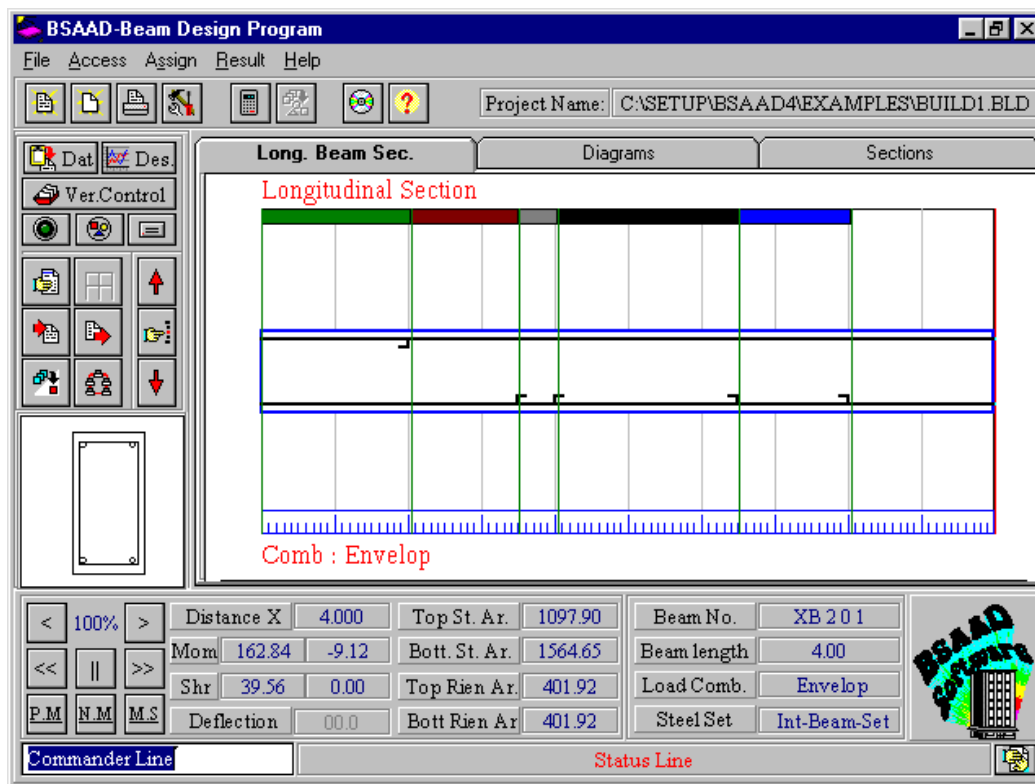 BSAAD-Beam Design Program
File Access Assign Result Help
Project Name: C:\SETUP\BSAAD4\EXAMPLES\BUILD1.BLD
Dat Des.
Ver.Control
Long. Beam Sec. Diagrams Sections
Longitudinal Section
Comb : Envelop
< 100% >
<< || >>
P.M N.M M.S
Distance X 4.000
Mom 162.84 -9.12
Shr 39.56 0.00
Deflection 00.0
Top St. Ar. 1097.90
Bott. St. Ar. 1564.65
Top Rien Ar. 401.92
Bott Rien Ar 401.92
Beam No. XB 2 0 1
Beam length 4.00
Load Comb. Envelop
Steel Set Int-Beam-Set
BSAAD
Software
Commander Line
Status Line